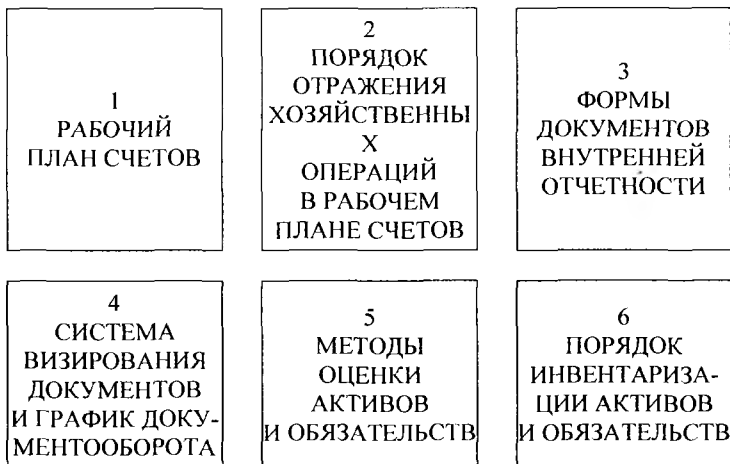 1
РАБОЧИЙ
ПЛАН СЧЕТОВ
2
ПОРЯДОК
ОТРАЖЕНИЯ
ХОЗЯЙСТВЕННЫ
Х
ОПЕРАЦИЙ
В РАБОЧЕМ
ПЛАНЕ СЧЕТОВ
3
ФОРМЫ
ДОКУМЕНТОВ
ВНУТРЕННЕЙ
ОТЧЕТНОСТИ
4
СИСТЕМА
ВИЗИРОВАНИЯ
ДОКУМЕНТОВ
И ГРАФИК ДОКУ-
МЕНТООБОРОТА
5
МЕТОДЫ
ОЦЕНКИ
АКТИВОВ
И ОБЯЗАТЕЛЬСТВ
6
ПОРЯДОК
ИНВЕНТАРИЗА-
ЦИИ АКТИВОВ
И ОБЯЗАТЕЛЬСТВ